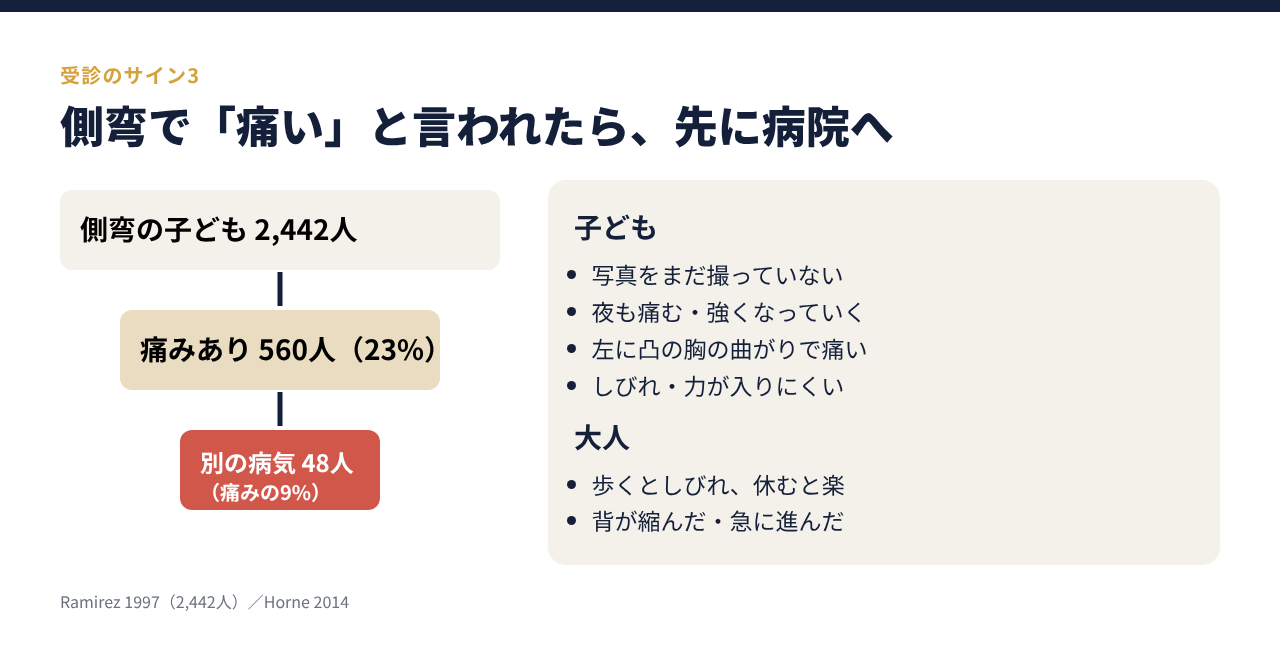 受診のサイン3
側弯で「痛い」と言われたら、先に病院へ
側弯の子ども 2,442人
痛みあり 560人（23%）
別の病気 48人
（痛みの9%）
子ども
• 写真をまだ撮っていない
• 夜も痛む・強くなっていく
• 左に凸の胸の曲がりで痛い
• しびれ・力が入りにくい
大人
• 歩くとしびれ、休むと楽
• 背が縮んだ・急に進んだ
Ramirez 1997（2,442人）／Horne 2014